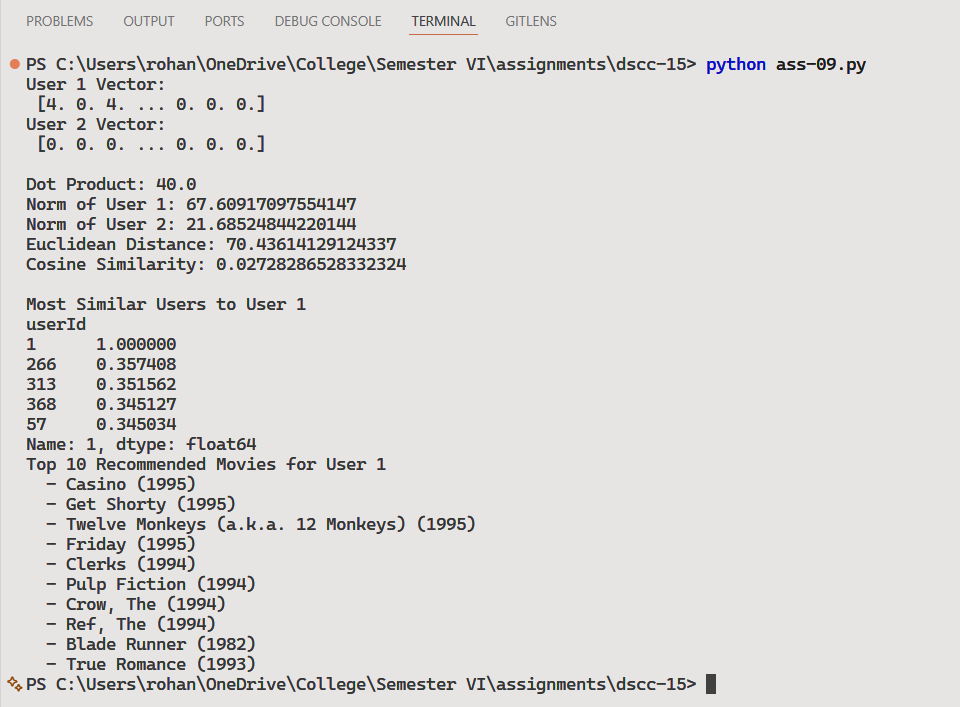 PROBLEMS OUTPUT PORTS DEBUG CONSOLE TERMINAL GITLENS
PS C:\Users\rohan\OneDrive\College\Semester VI\assignments\dscc-15> python ass-09.py
User 1 Vector:
 [4. 0. 4. ... 0. 0. 0.]
User 2 Vector:
 [0. 0. 0. ... 0. 0. 0.]

Dot Product: 40.0
Norm of User 1: 67.60917097554147
Norm of User 2: 21.68524844220144
Euclidean Distance: 70.43614129124337
Cosine Similarity: 0.02728286528332324

Most Similar Users to User 1
userId
1      1.000000
266    0.357408
313    0.351562
368    0.345127
57     0.345034
Name: 1, dtype: float64
Top 10 Recommended Movies for User 1
  - Casino (1995)
  - Get Shorty (1995)
  - Twelve Monkeys (a.k.a. 12 Monkeys) (1995)
  - Friday (1995)
  - Clerks (1994)
  - Pulp Fiction (1994)
  - Crow, The (1994)
  - Ref, The (1994)
  - Blade Runner (1982)
  - True Romance (1993)
PS C:\Users\rohan\OneDrive\College\Semester VI\assignments\dscc-15>